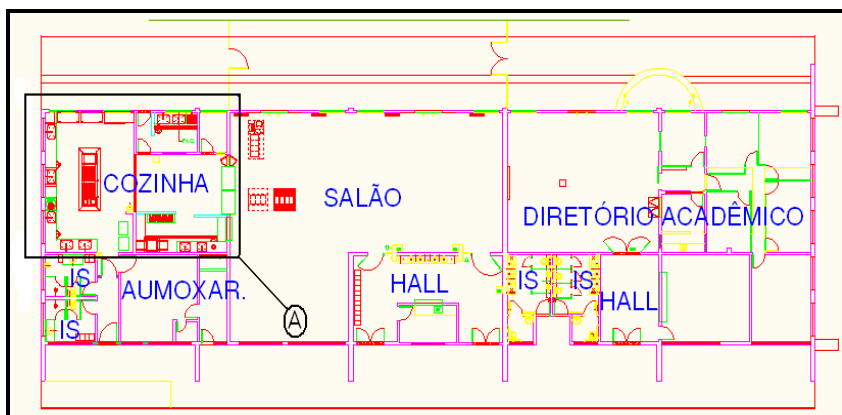 COZINHA
SALÃO
DIRETÓRIO ACADÊMICO
IS
AUMOXAR.
HALL
IS
IS
HALL
IS
A